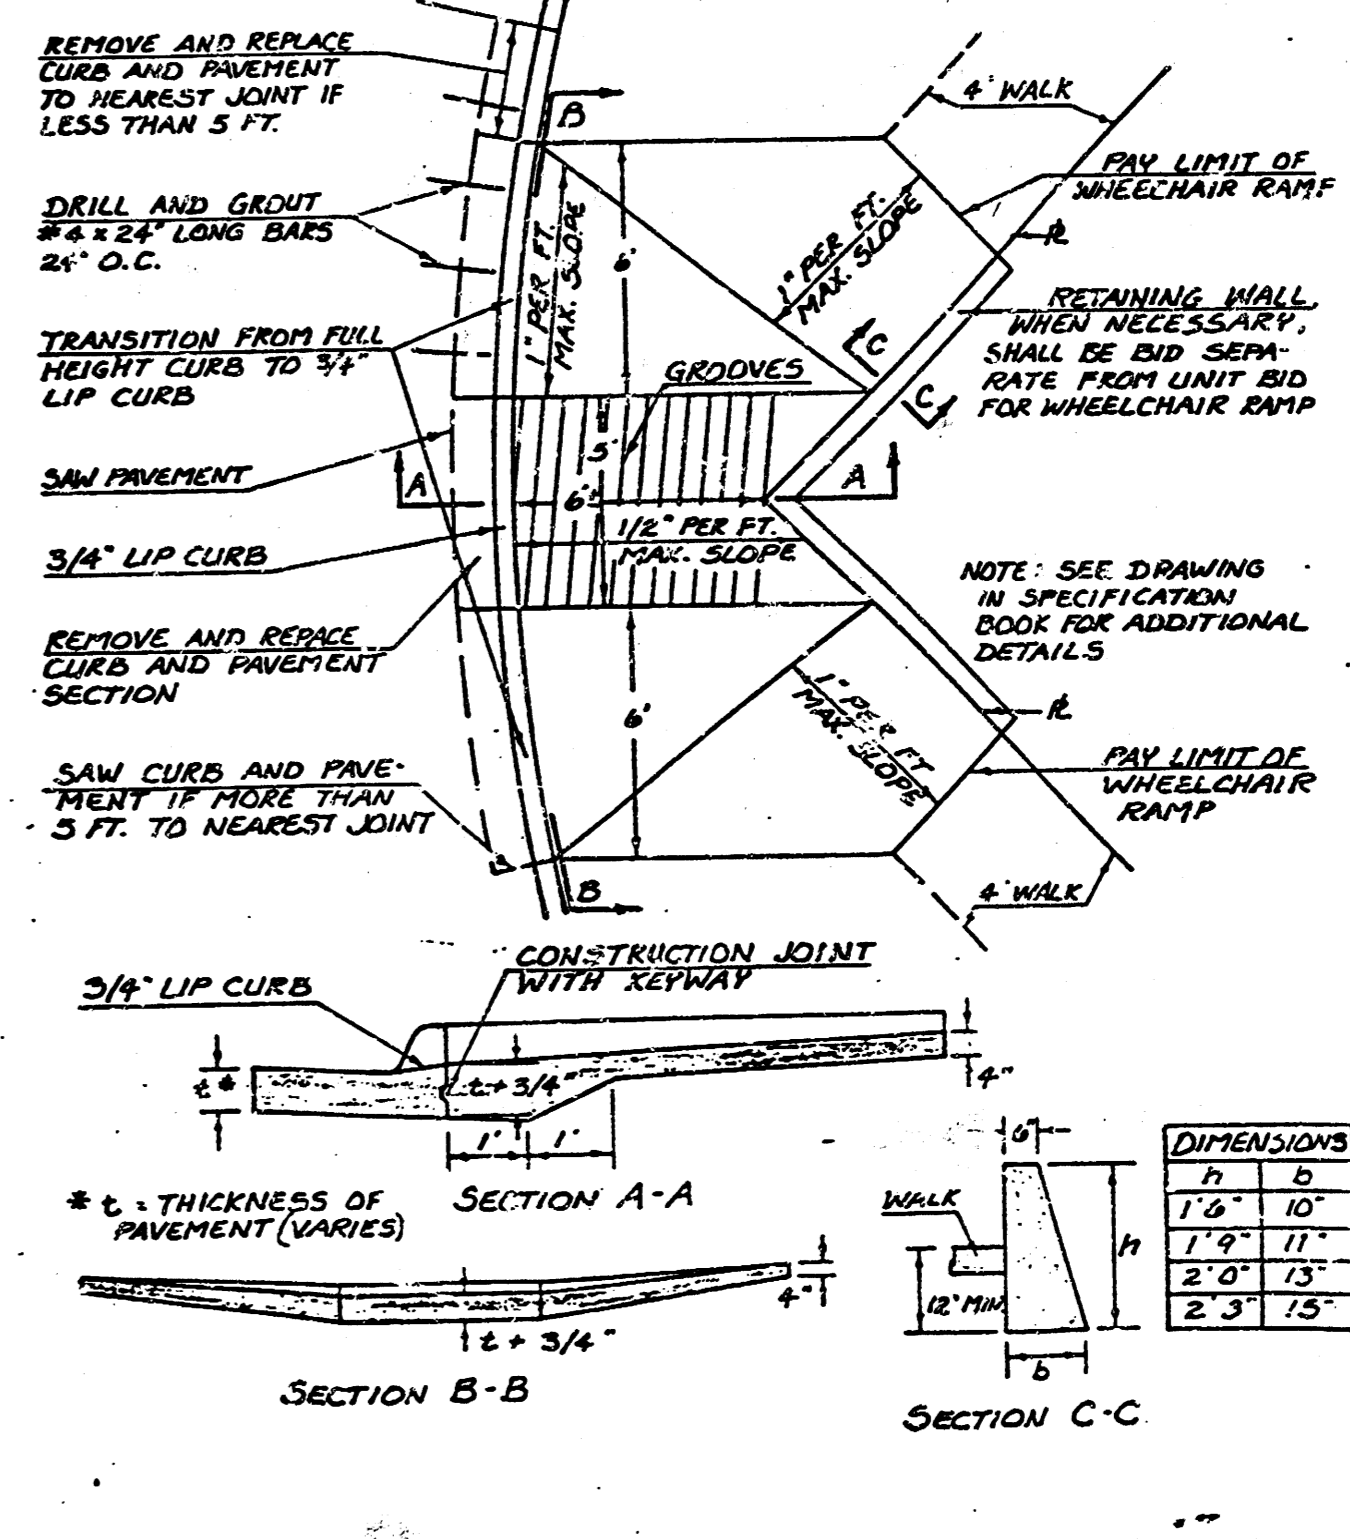 REMOVE AND REPLACE
CURB AND PAVEMENT
TO NEAREST JOINT IF
LESS THAN 5 FT.
B
4' WALK
PAY LIMIT OF
WHEELCHAIR RAMP
DRILL AND GROUT
#4 x 24" LONG BARS
24" O.C.
1" PER FT.
MAX. SLOPE
6'
1" PER FT.
MAX. SLOPE
RETAINING WALL,
WHEN NECESSARY,
SHALL BE BID SEPA-
RATE FROM UNIT BID
FOR WHEELCHAIR RAMP
TRANSITION FROM FULL
HEIGHT CURB TO 3/4"
LIP CURB
GROOVES
C
C
5'
SAW PAVEMENT
A
A
6'±
1/2" PER FT.
MAX. SLOPE
3/4" LIP CURB
NOTE: SEE DRAWING
IN SPECIFICATION
BOOK FOR ADDITIONAL
DETAILS
REMOVE AND REPACE
CURB AND PAVEMENT
SECTION
6'
1" PER FT
MAX. SLOPE
SAW CURB AND PAVE-
MENT IF MORE THAN
5 FT. TO NEAREST JOINT
PAY LIMIT OF
WHEELCHAIR
RAMP
B
4' WALK
3/4" LIP CURB
CONSTRUCTION JOINT
WITH KEYWAY
t *
t + 3/4"
4"
1'
1'
SECTION A-A
* t = THICKNESS OF
PAVEMENT (VARIES)
4"
t + 3/4"
SECTION B-B
6"
WALK
12" MIN.
h
b
SECTION C-C
DIMENSIONS
h b
1'6" 10"
1'9" 11"
2'0" 13"
2'3" 15"